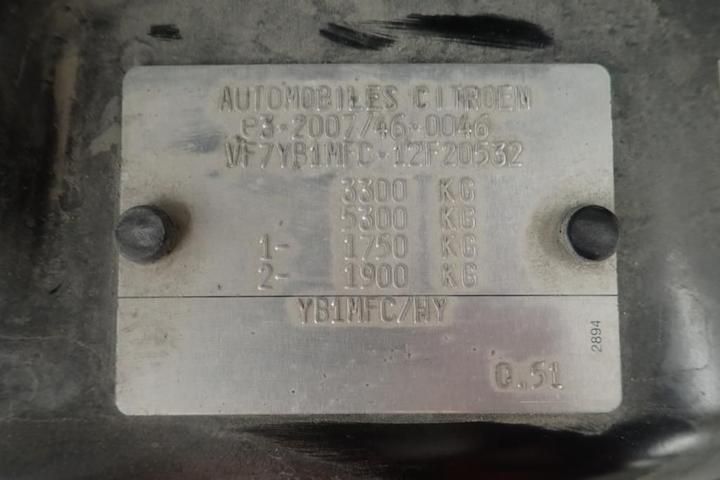 AUTOMOBILES CITROEN
e3*2007/46*0046
VF7YB1MFC-12F20532
3300 KG
5300 KG
1- 1750 KG
2- 1900 KG
YB1MFC/HY
2894
0.51